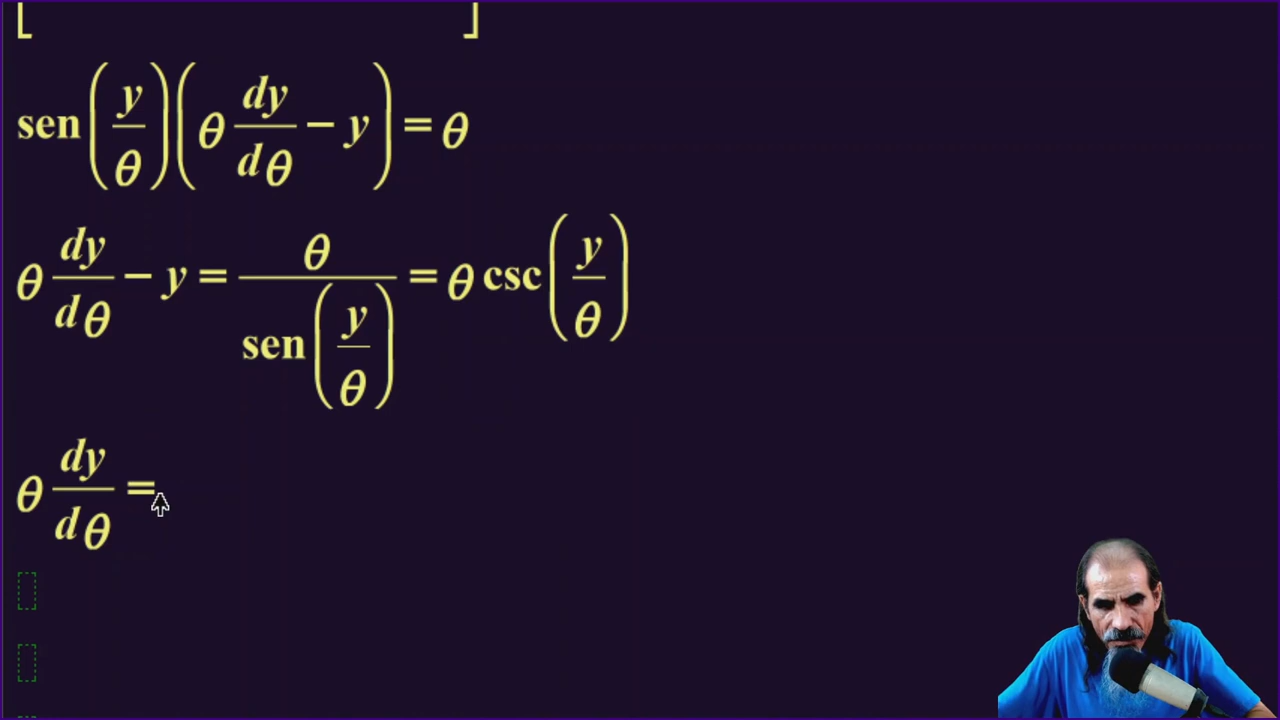 [ ]
sen(y/θ)(θ dy/dθ − y) = θ
θ dy/dθ − y = θ/sen(y/θ) = θ csc(y/θ)
θ dy/dθ =